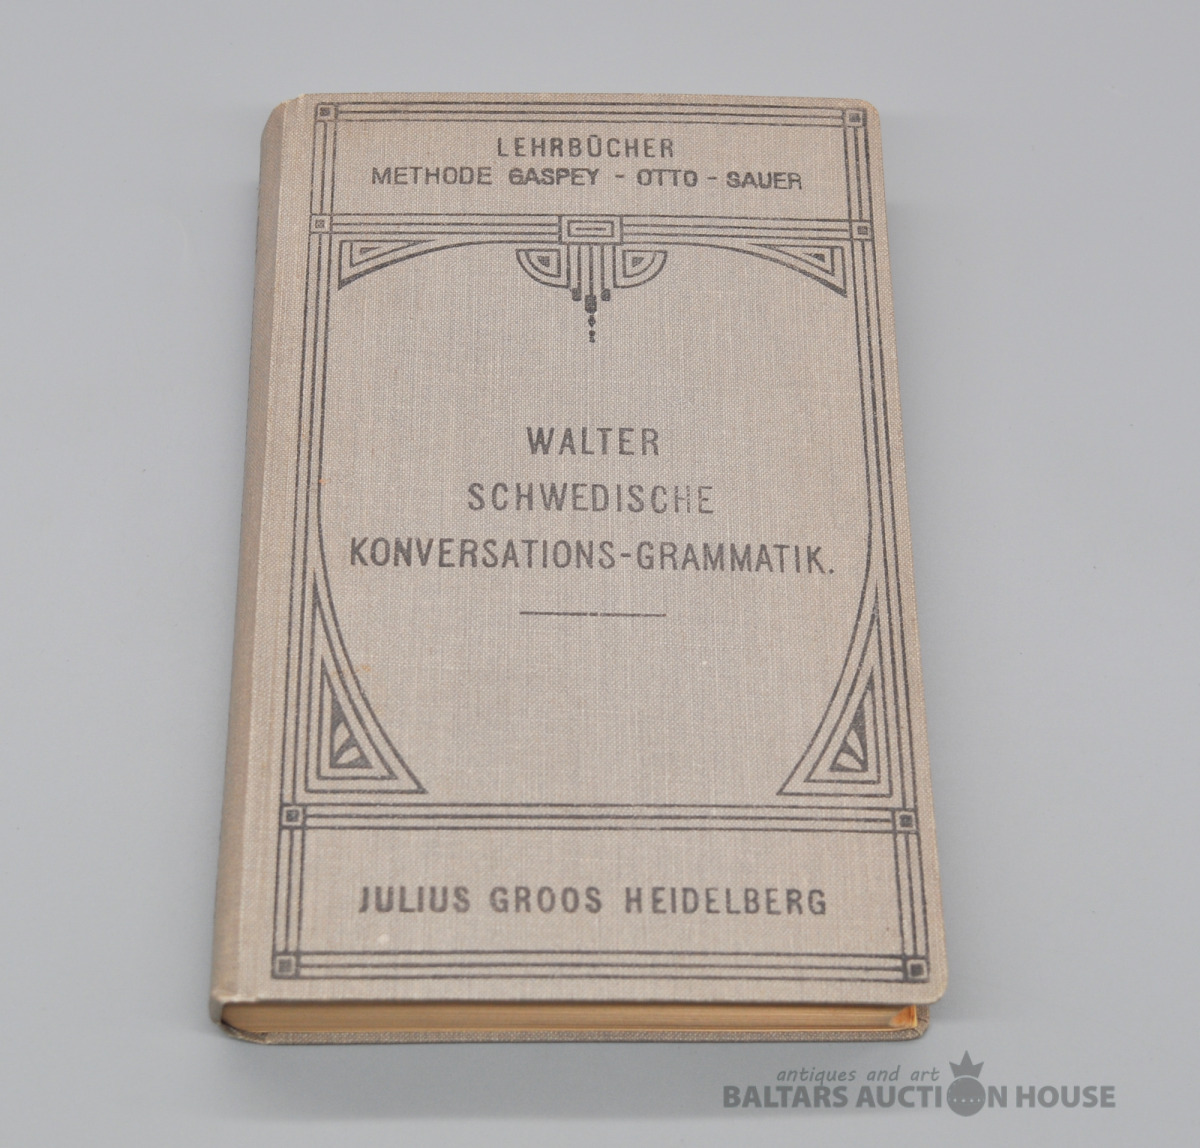 LEHRBÜCHER
METHODE GASPEY - OTTO - SAUER
WALTER
SCHWEDISCHE
KONVERSATIONS-GRAMMATIK.
JULIUS GROOS HEIDELBERG
antiques and art
BALTARS AUCTION HOUSE